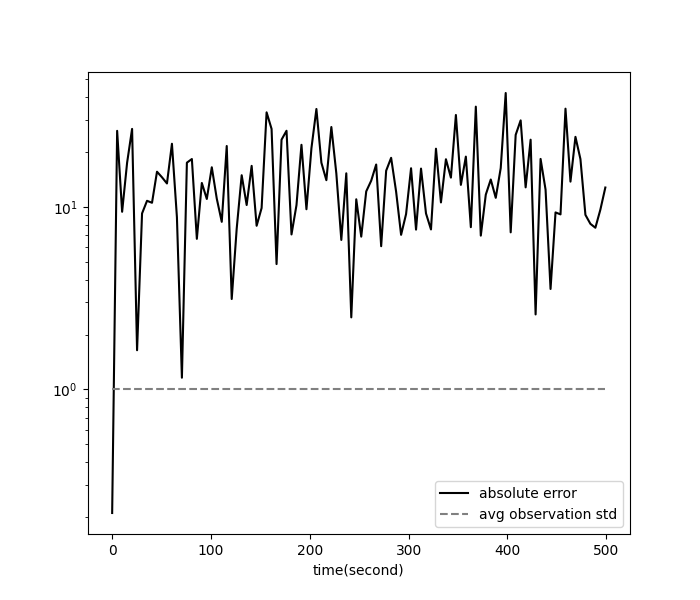 10¹
10⁰
0 100 200 300 400 500
time(second)
absolute error
avg observation std